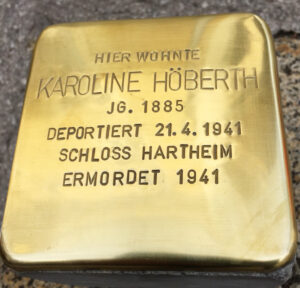 HIER WOHNTE
KAROLINE HÖBERTH
JG. 1885
DEPORTIERT 21.4.1941
SCHLOSS HARTHEIM
ERMORDET 1941